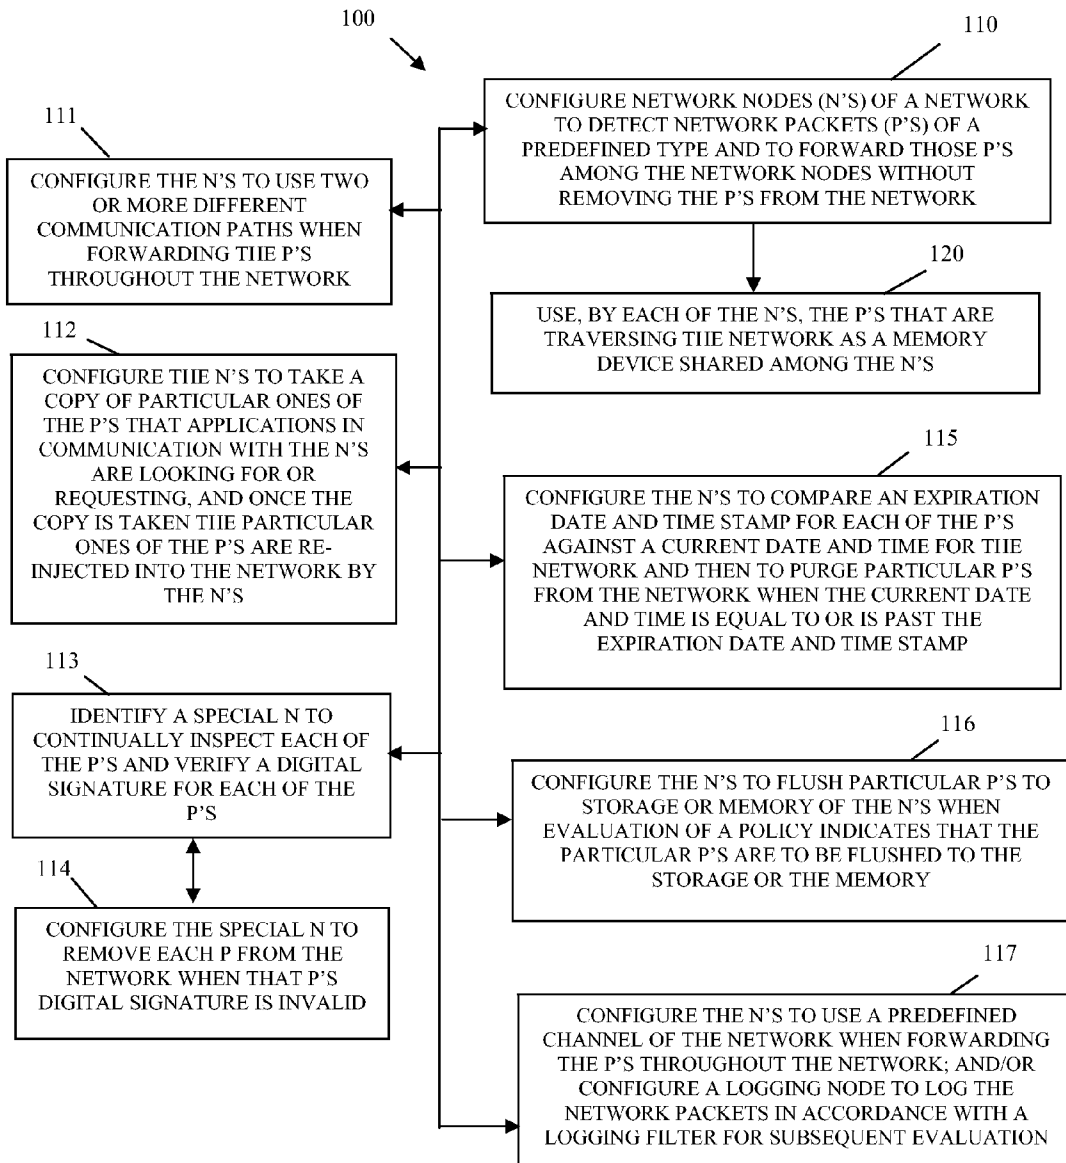 100
110
CONFIGURE NETWORK NODES (N'S) OF A NETWORK
TO DETECT NETWORK PACKETS (P'S) OF A
PREDEFINED TYPE AND TO FORWARD THOSE P'S
AMONG THE NETWORK NODES WITHOUT
REMOVING THE P'S FROM THE NETWORK
111
CONFIGURE THE N'S TO USE TWO
OR MORE DIFFERENT
COMMUNICATION PATHS WHEN
FORWARDING THE P'S
THROUGHOUT THE NETWORK
120
USE, BY EACH OF THE N'S, THE P'S THAT ARE
TRAVERSING THE NETWORK AS A MEMORY
DEVICE SHARED AMONG THE N'S
112
CONFIGURE THE N'S TO TAKE A
COPY OF PARTICULAR ONES OF
THE P'S THAT APPLICATIONS IN
COMMUNICATION WITH THE N'S
ARE LOOKING FOR OR
REQUESTING, AND ONCE THE
COPY IS TAKEN THE PARTICULAR
ONES OF THE P'S ARE RE-
INJECTED INTO THE NETWORK BY
THE N'S
115
CONFIGURE THE N'S TO COMPARE AN EXPIRATION
DATE AND TIME STAMP FOR EACH OF THE P'S
AGAINST A CURRENT DATE AND TIME FOR THE
NETWORK AND THEN TO PURGE PARTICULAR P'S
FROM THE NETWORK WHEN THE CURRENT DATE
AND TIME IS EQUAL TO OR IS PAST THE
EXPIRATION DATE AND TIME STAMP
113
IDENTIFY A SPECIAL N TO
CONTINUALLY INSPECT EACH OF
THE P'S AND VERIFY A DIGITAL
SIGNATURE FOR EACH OF THE
P'S
116
CONFIGURE THE N'S TO FLUSH PARTICULAR P'S TO
STORAGE OR MEMORY OF THE N'S WHEN
EVALUATION OF A POLICY INDICATES THAT THE
PARTICULAR P'S ARE TO BE FLUSHED TO THE
STORAGE OR THE MEMORY
114
CONFIGURE THE SPECIAL N TO
REMOVE EACH P FROM THE
NETWORK WHEN THAT P'S
DIGITAL SIGNATURE IS INVALID
117
CONFIGURE THE N'S TO USE A PREDEFINED
CHANNEL OF THE NETWORK WHEN FORWARDING
THE P'S THROUGHOUT THE NETWORK; AND/OR
CONFIGURE A LOGGING NODE TO LOG THE
NETWORK PACKETS IN ACCORDANCE WITH A
LOGGING FILTER FOR SUBSEQUENT EVALUATION